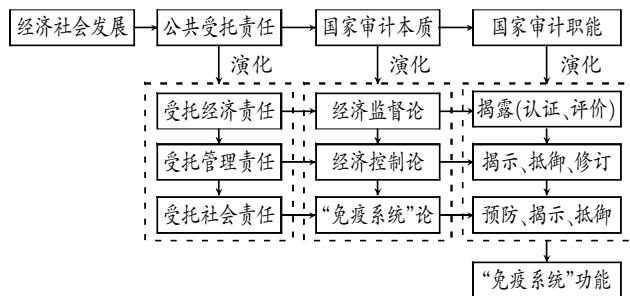 经济社会发展
公共受托责任
国家审计本质
国家审计职能
演化
演化
演化
受托经济责任
经济监督论
揭露(认证、评价)
受托管理责任
经济控制论
揭示、抵御、修订
受托社会责任
“免疫系统”论
预防、揭示、抵御
“免疫系统”功能